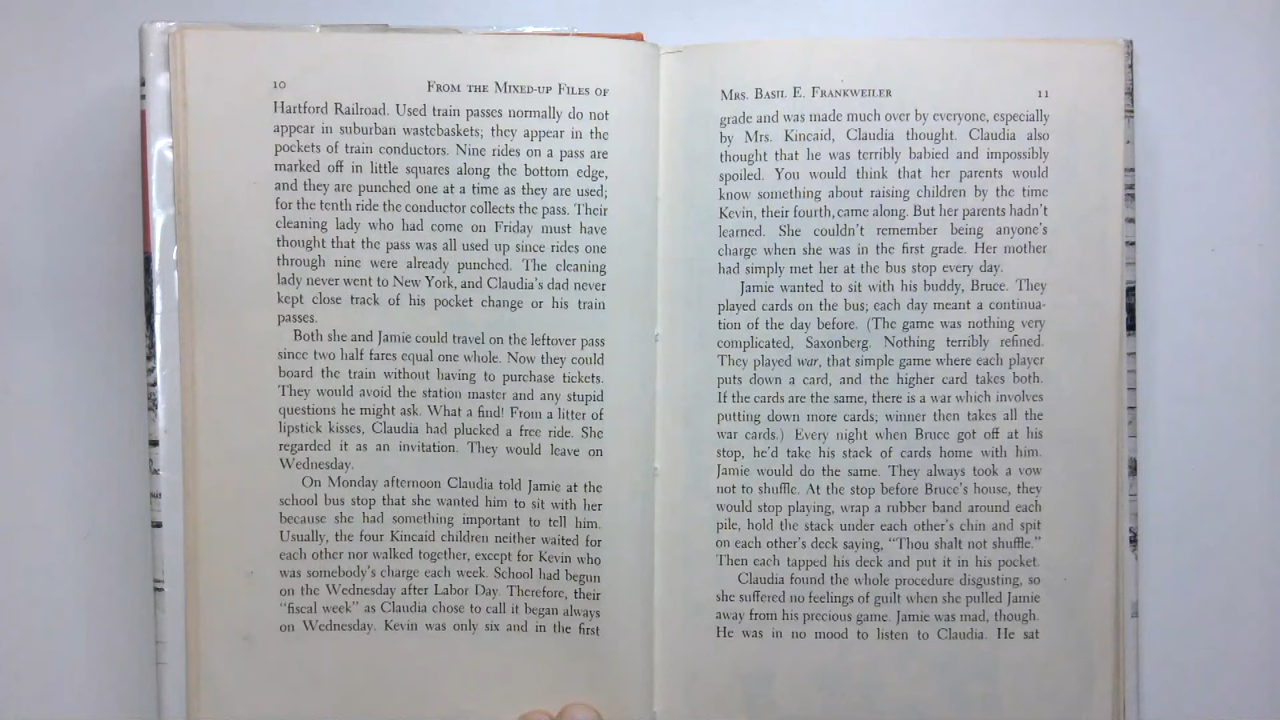 10
FROM THE MIXED-UP FILES OF
Hartford Railroad. Used train passes normally do not
appear in suburban wastebaskets; they appear in the
pockets of train conductors. Nine rides on a pass are
marked off in little squares along the bottom edge,
and they are punched one at a time as they are used;
for the tenth ride the conductor collects the pass. Their
cleaning lady who had come on Friday must have
thought that the pass was all used up since rides one
through nine were already punched. The cleaning
lady never went to New York, and Claudia's dad never
kept close track of his pocket change or his train
passes.
Both she and Jamie could travel on the leftover pass
since two half fares equal one whole. Now they could
board the train without having to purchase tickets.
They would avoid the station master and any stupid
questions he might ask. What a find! From a litter of
lipstick kisses, Claudia had plucked a free ride. She
regarded it as an invitation. They would leave on
Wednesday.
On Monday afternoon Claudia told Jamie at the
school bus stop that she wanted him to sit with her
because she had something important to tell him.
Usually, the four Kincaid children neither waited for
each other nor walked together, except for Kevin who
was somebody's charge each week. School had begun
on the Wednesday after Labor Day. Therefore, their
"fiscal week" as Claudia chose to call it began always
on Wednesday. Kevin was only six and in the first
MRS. BASIL E. FRANKWEILER
11
grade and was made much over by everyone, especially
by Mrs. Kincaid, Claudia thought. Claudia also
thought that he was terribly babied and impossibly
spoiled. You would think that her parents would
know something about raising children by the time
Kevin, their fourth, came along. But her parents hadn't
learned. She couldn't remember being anyone's
charge when she was in the first grade. Her mother
had simply met her at the bus stop every day.
Jamie wanted to sit with his buddy, Bruce. They
played cards on the bus; each day meant a continua-
tion of the day before. (The game was nothing very
complicated, Saxonberg. Nothing terribly refined.
They played war, that simple game where each player
puts down a card, and the higher card takes both.
If the cards are the same, there is a war which involves
putting down more cards; winner then takes all the
war cards.) Every night when Bruce got off at his
stop, he'd take his stack of cards home with him.
Jamie would do the same. They always took a vow
not to shuffle. At the stop before Bruce's house, they
would stop playing, wrap a rubber band around each
pile, hold the stack under each other's chin and spit
on each other's deck saying, "Thou shalt not shuffle."
Then each tapped his deck and put it in his pocket.
Claudia found the whole procedure disgusting, so
she suffered no feelings of guilt when she pulled Jamie
away from his precious game. Jamie was mad, though.
He was in no mood to listen to Claudia. He sat